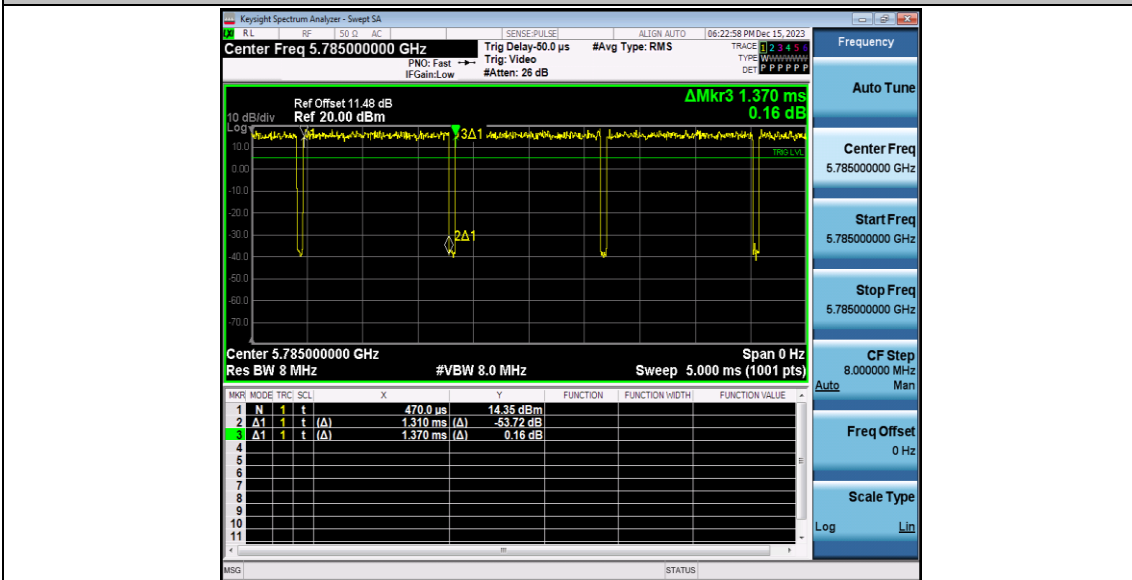 Keysight Spectrum Analyzer - Swept SA
RL RF 50 Ω AC SENSE:PULSE ALIGN AUTO 06:22:58 PM Dec 15, 2023
Center Freq 5.785000000 GHz
PNO: Fast
IFGain:Low
Trig Delay-50.0 µs
Trig: Video
#Atten: 26 dB
#Avg Type: RMS
TRACE 1 2 3 4 5 6
TYPE WWWWWW
DET P P P P P P
Ref Offset 11.48 dB
Ref 20.00 dBm
10 dB/div
Log
ΔMkr3 1.370 ms
0.16 dB
1
3Δ1
TRIG LVL
10.0
0.00
-10.0
-20.0
-30.0
2Δ1
-40.0
-50.0
-60.0
-70.0
Center 5.785000000 GHz Span 0 Hz
Res BW 8 MHz #VBW 8.0 MHz Sweep 5.000 ms (1001 pts)
MKR MODE TRC SCL X Y FUNCTION FUNCTION WIDTH FUNCTION VALUE
1 N 1 t 470.0 µs 14.35 dBm
2 Δ1 1 t (Δ) 1.310 ms (Δ) -53.72 dB
3 Δ1 1 t (Δ) 1.370 ms (Δ) 0.16 dB
4
5
6
7
8
9
10
11
MSG STATUS
Frequency
Auto Tune
Center Freq
5.785000000 GHz
Start Freq
5.785000000 GHz
Stop Freq
5.785000000 GHz
CF Step
8.000000 MHz
Auto Man
Freq Offset
0 Hz
Scale Type
Log Lin